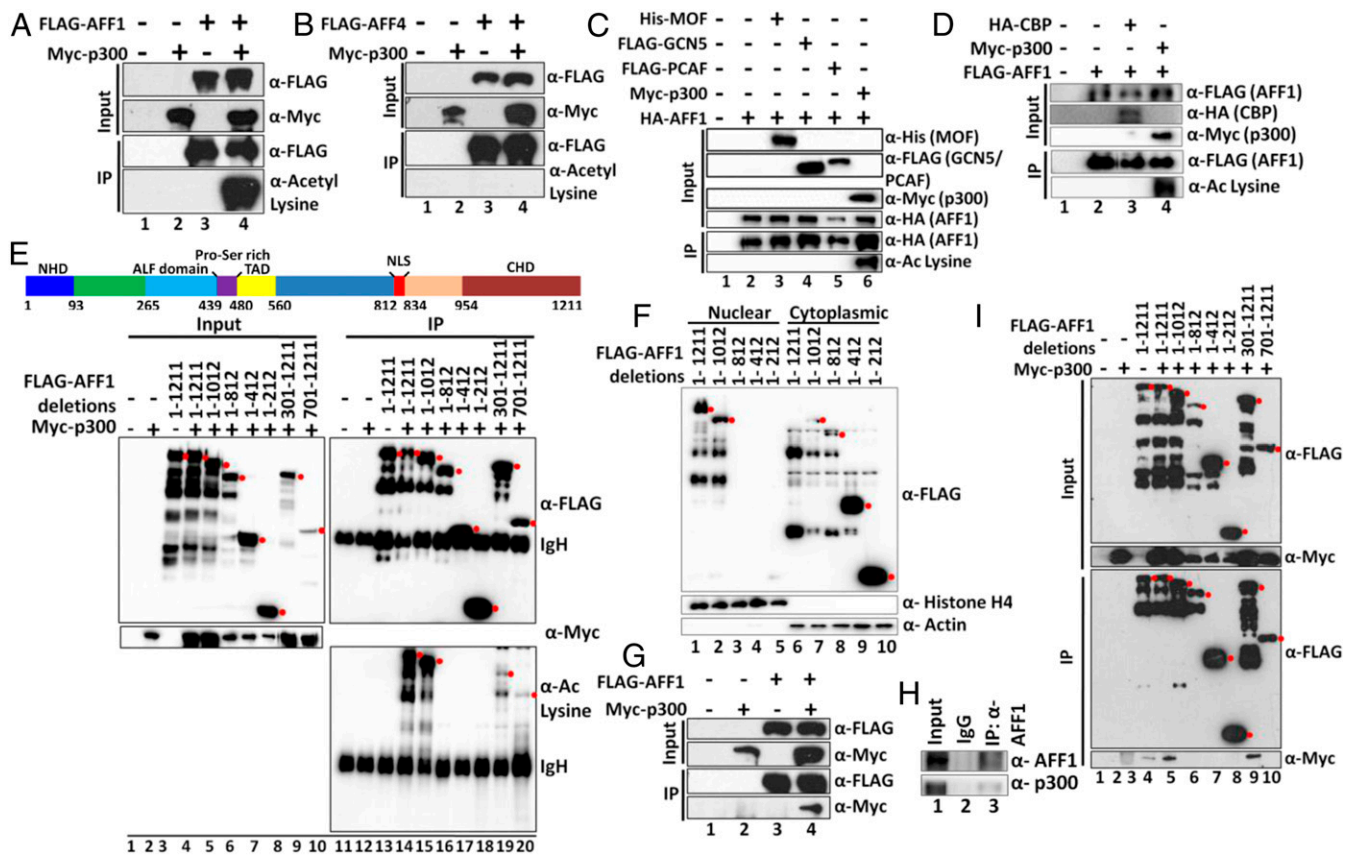 A
FLAG-AFF1 - - + +
Myc-p300 - + - +
Input
α-FLAG
α-Myc
IP
α-FLAG
α-Acetyl
Lysine
1 2 3 4
B
FLAG-AFF4 - - + +
Myc-p300 - + - +
Input
α-FLAG
α-Myc
IP
α-FLAG
α-Acetyl
Lysine
1 2 3 4
C
His-MOF - - + - - -
FLAG-GCN5 - - - + - -
FLAG-PCAF - - - - + -
Myc-p300 - - - - - +
HA-AFF1 - + + + + +
Input
α-His (MOF)
α-FLAG (GCN5/
PCAF)
α-Myc (p300)
α-HA (AFF1)
IP
α-HA (AFF1)
α-Ac Lysine
1 2 3 4 5 6
D
HA-CBP - - + -
Myc-p300 - - - +
FLAG-AFF1 - + + +
Input
α-FLAG (AFF1)
α-HA (CBP)
α-Myc (p300)
IP
α-FLAG (AFF1)
α-Ac Lysine
1 2 3 4
E
Pro-Ser rich
NHD ALF domain TAD NLS CHD
1 93 265 439 480 560 812 834 954 1211
Input IP
FLAG-AFF1
deletions
- - 1-1211 1-1211 1-1012 1-812 1-412 1-212 301-1211 701-1211
- - 1-1211 1-1211 1-1012 1-812 1-412 1-212 301-1211 701-1211
Myc-p300 - + - + + + + + + + - + - + + + + + + +
α-FLAG
IgH
α-Myc
α-Ac
Lysine
IgH
1 2 3 4 5 6 7 8 9 10 11 12 13 14 15 16 17 18 19 20
F
Nuclear Cytoplasmic
FLAG-AFF1
deletions
1-1211 1-1012 1-812 1-412 1-212 1-1211 1-1012 1-812 1-412 1-212
α-FLAG
α- Histone H4
α- Actin
1 2 3 4 5 6 7 8 9 10
G
FLAG-AFF1 - - + +
Myc-p300 - + - +
Input
α-FLAG
α-Myc
IP
α-FLAG
α-Myc
1 2 3 4
H
Input IgG IP: α-AFF1
α- AFF1
α- p300
1 2 3
I
FLAG-AFF1
deletions
- - 1-1211 1-1211 1-1012 1-812 1-412 1-212 301-1211 701-1211
Myc-p300 - + - + + + + + + +
Input
α-FLAG
α-Myc
IP
α-FLAG
α-Myc
1 2 3 4 5 6 7 8 9 10